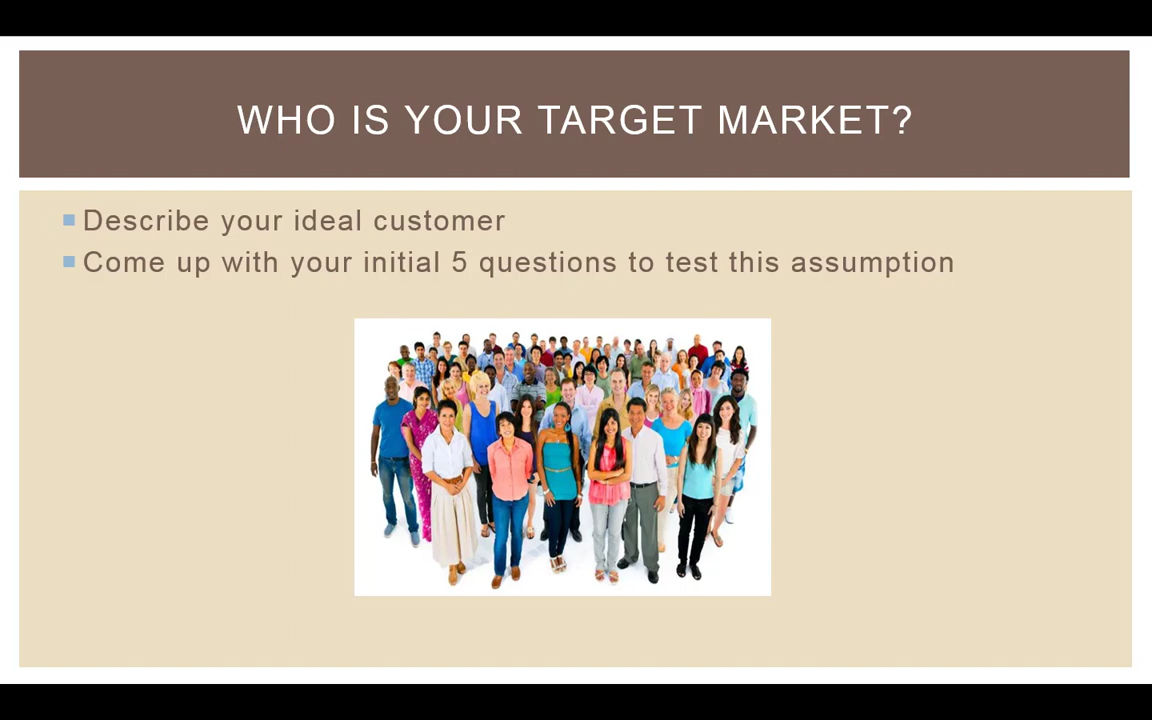 WHO IS YOUR TARGET MARKET?
Describe your ideal customer
Come up with your initial 5 questions to test this assumption